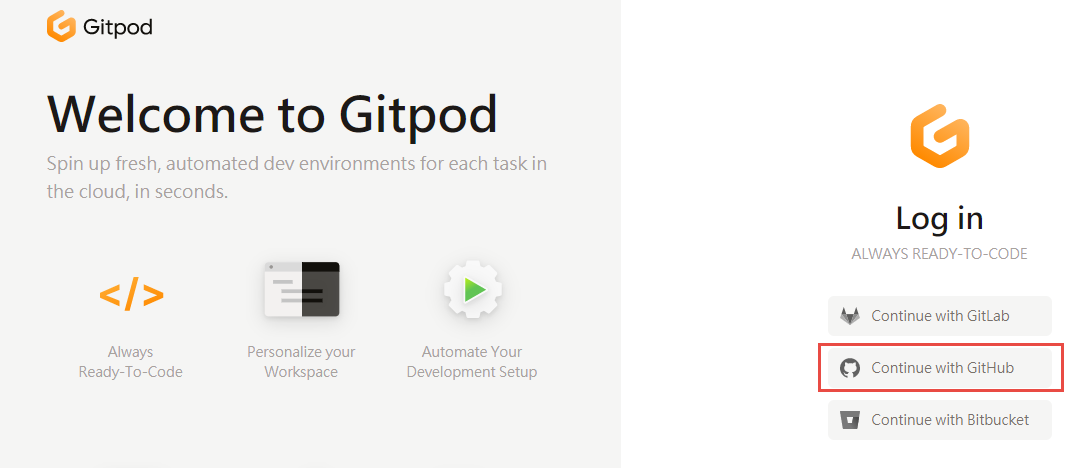 Gitpod
Welcome to Gitpod
Spin up fresh, automated dev environments for each task in
the cloud, in seconds.
</>
Always
Ready-To-Code
Personalize your
Workspace
Automate Your
Development Setup
Log in
ALWAYS READY-TO-CODE
Continue with GitLab
Continue with GitHub
Continue with Bitbucket